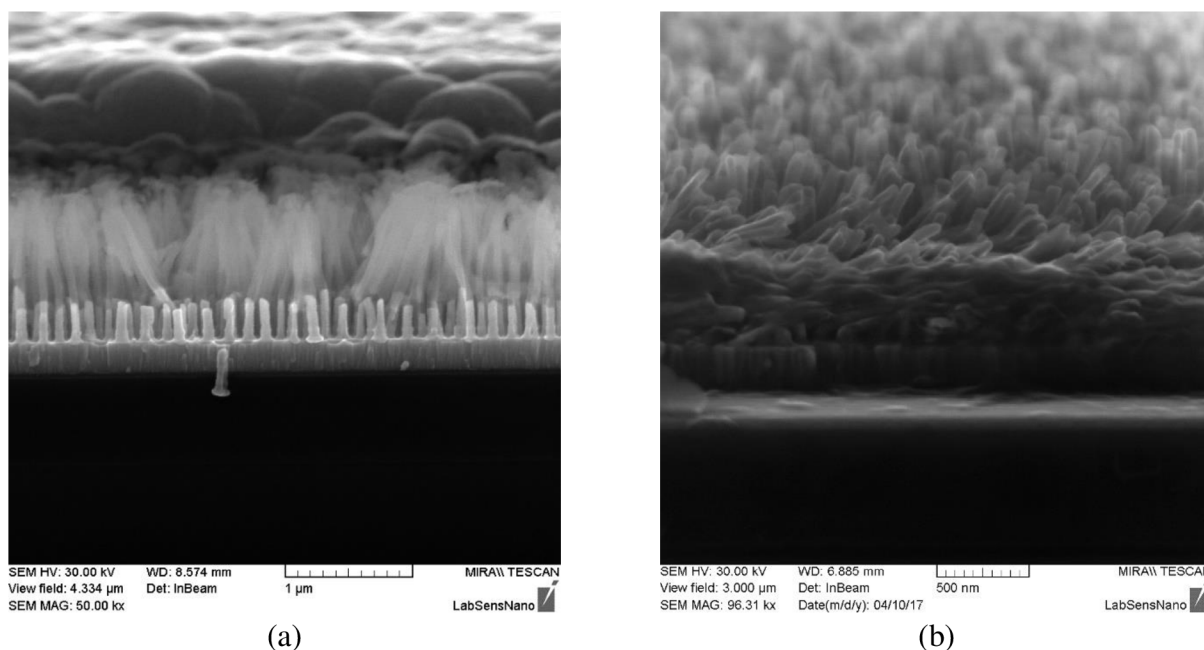 SEM HV: 30.00 kV WD: 8.574 mm MIRA\\ TESCAN
View field: 4.334 µm Det: InBeam 1 µm
SEM MAG: 50.00 kx LabSensNano
(a)
SEM HV: 30.00 kV WD: 6.885 mm MIRA\\ TESCAN
View field: 3.000 µm Det: InBeam 500 nm
SEM MAG: 96.31 kx Date(m/d/y): 04/10/17 LabSensNano
(b)